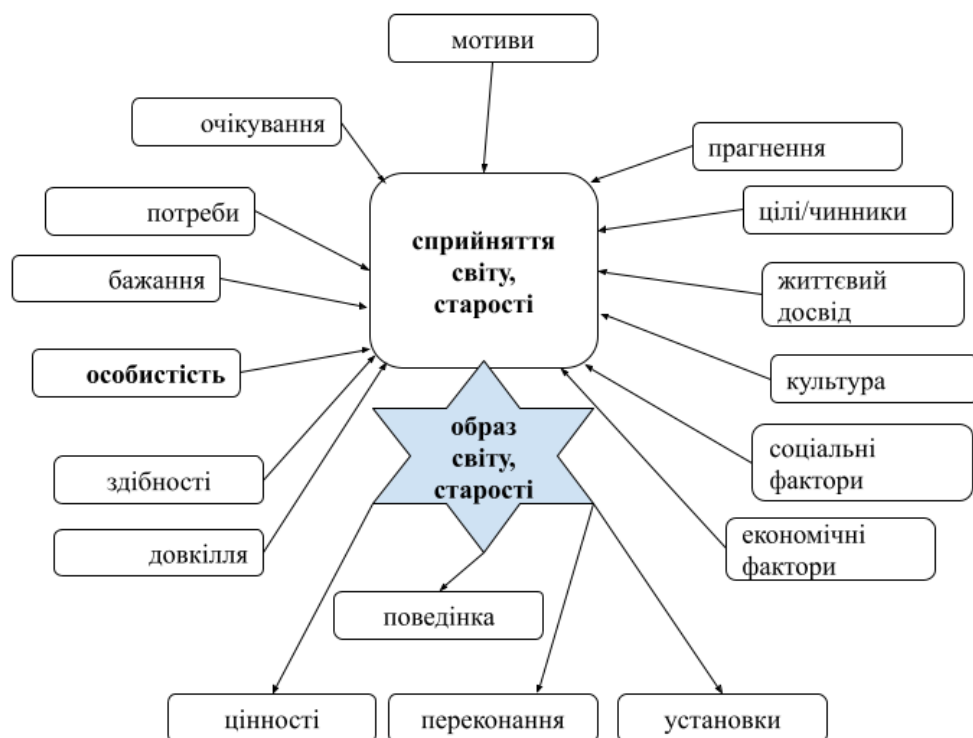 мотиви
очікування
прагнення
потреби
цілі/чинники
бажання
сприйняття
світу,
старості
життєвий
досвід
особистість
культура
образ
світу,
старості
здібності
соціальні
фактори
довкілля
економічні
фактори
поведінка
цінності
переконання
установки